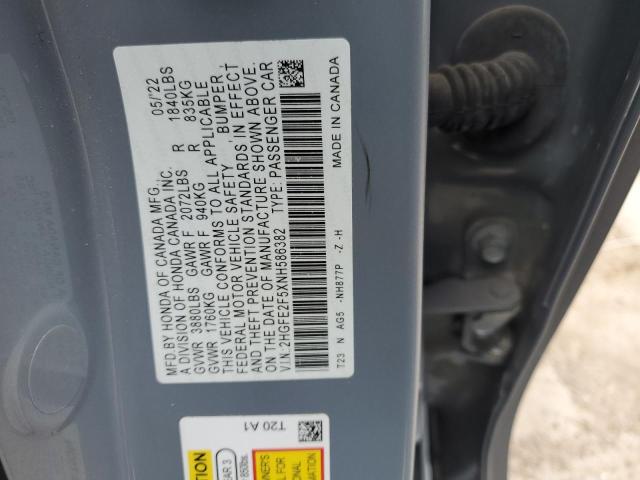 MFD.BY HONDA OF CANADA MFG. 05/22
A DIVISION OF HONDA CANADA INC.
GVWR 3880LBS GAWR F 2072LBS R 1840LBS
GVWR 1760KG GAWR F 940KG R 835KG
THIS VEHICLE CONFORMS TO ALL APPLICABLE
FEDERAL MOTOR VEHICLE SAFETY , BUMPER ,
AND THEFT PREVENTION STANDARDS IN EFFECT
ON THE DATE OF MANUFACTURE SHOWN ABOVE.
V.I.N.:2HGFE2F5XNH586382 TYPE: PASSENGER CAR
T23 N AG5 -NH877P -Z -H MADE IN CANADA
T20 A1